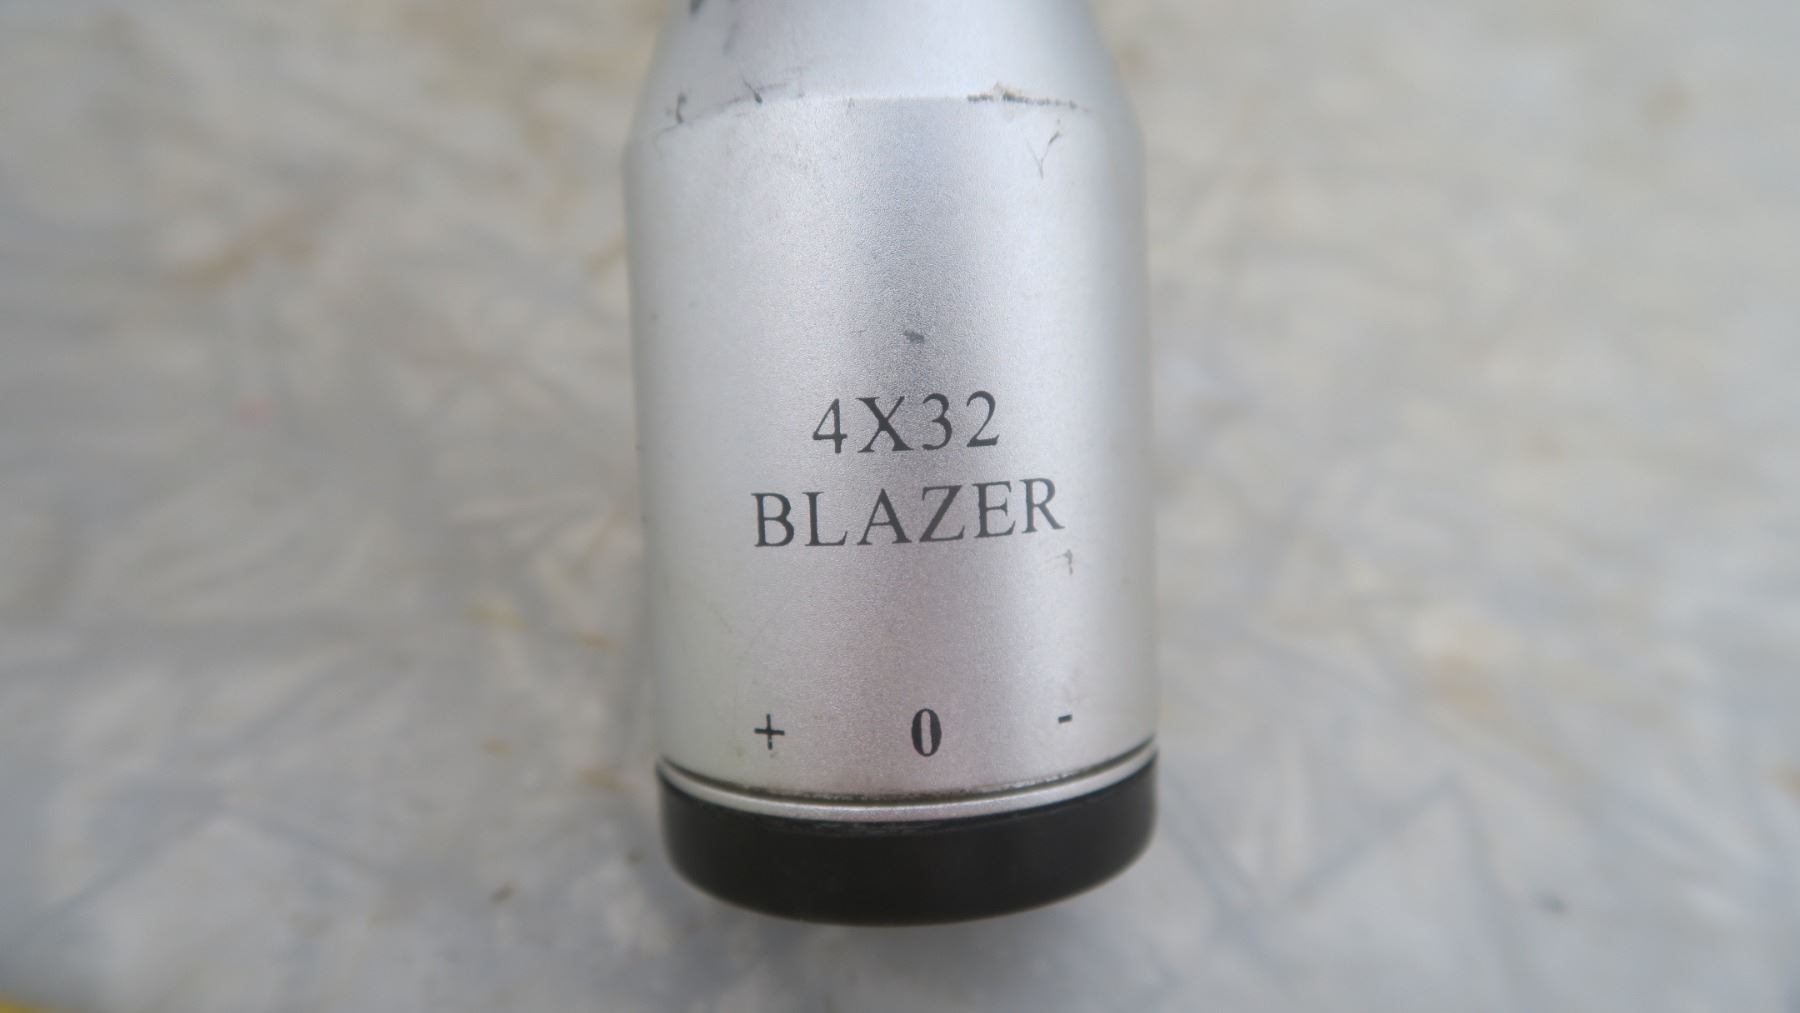 4X32
BLAZER
+ 0 -